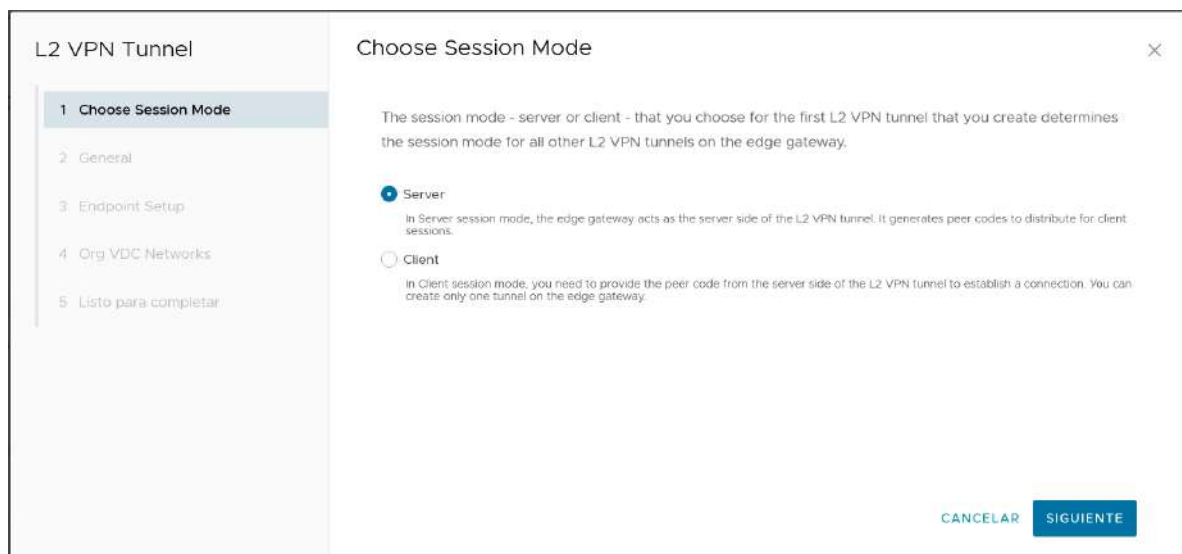 L2 VPN Tunnel
1 Choose Session Mode
2 General
3 Endpoint Setup
4 Org VDC Networks
5 Listo para completar
Choose Session Mode
The session mode - server or client - that you choose for the first L2 VPN tunnel that you create determines
the session mode for all other L2 VPN tunnels on the edge gateway.
Server
In Server session mode, the edge gateway acts as the server side of the L2 VPN tunnel. It generates peer codes to distribute for client
sessions.
Client
In Client session mode, you need to provide the peer code from the server side of the L2 VPN tunnel to establish a connection. You can
create only one tunnel on the edge gateway.
CANCELAR SIGUIENTE